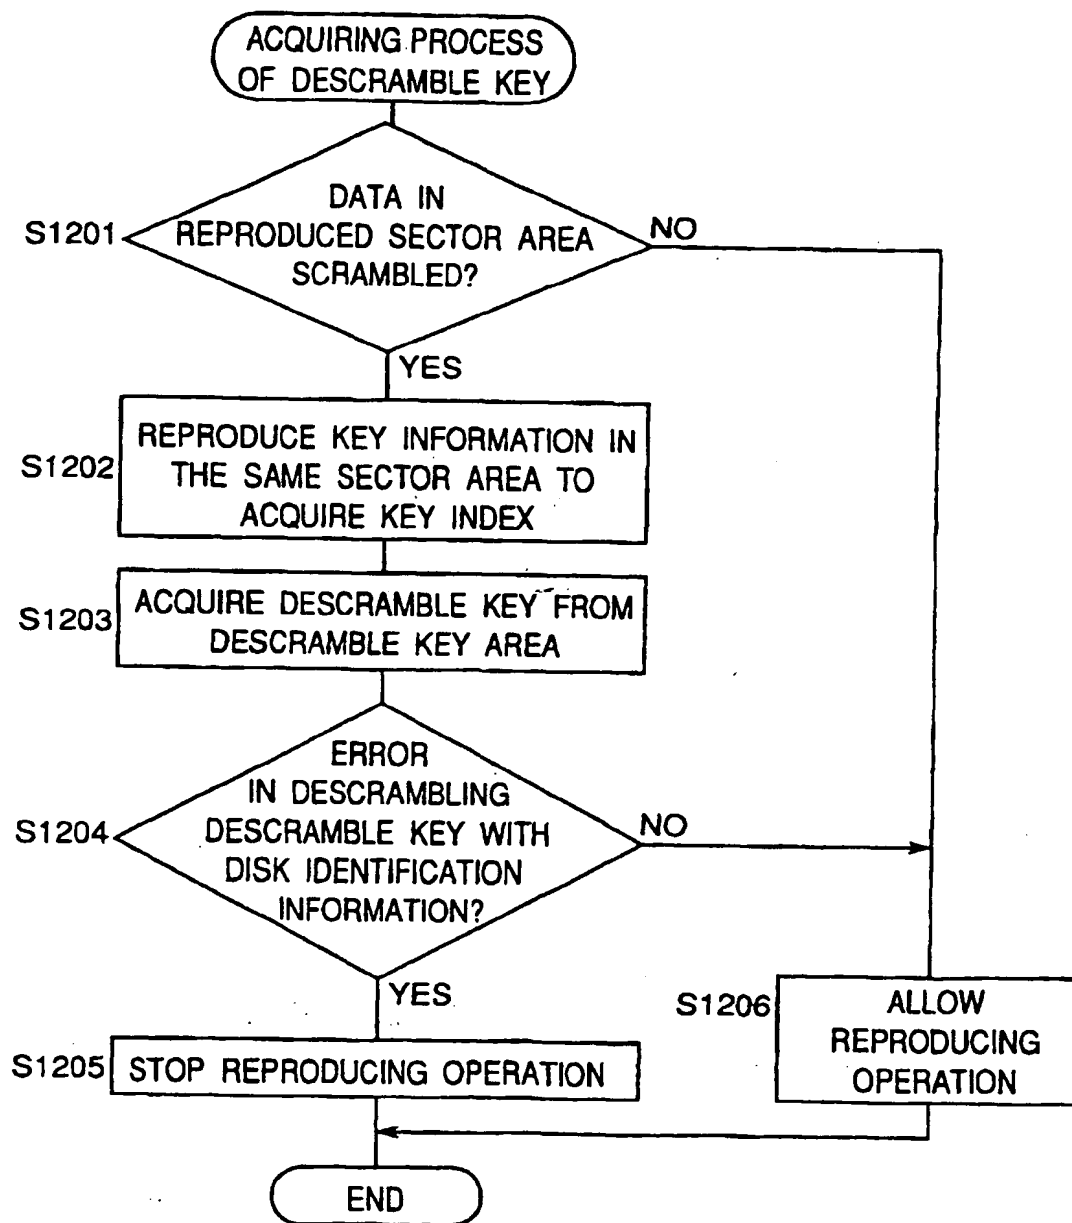 ACQUIRING PROCESS
OF DESCRAMBLE KEY
S1201
DATA IN
REPRODUCED SECTOR AREA
SCRAMBLED?
NO
YES
S1202
REPRODUCE KEY INFORMATION IN
THE SAME SECTOR AREA TO
ACQUIRE KEY INDEX
S1203
ACQUIRE DESCRAMBLE KEY FROM
DESCRAMBLE KEY AREA
S1204
ERROR
IN DESCRAMBLING
DESCRAMBLE KEY WITH
DISK IDENTIFICATION
INFORMATION?
NO
YES
S1205
STOP REPRODUCING OPERATION
S1206
ALLOW
REPRODUCING
OPERATION
END